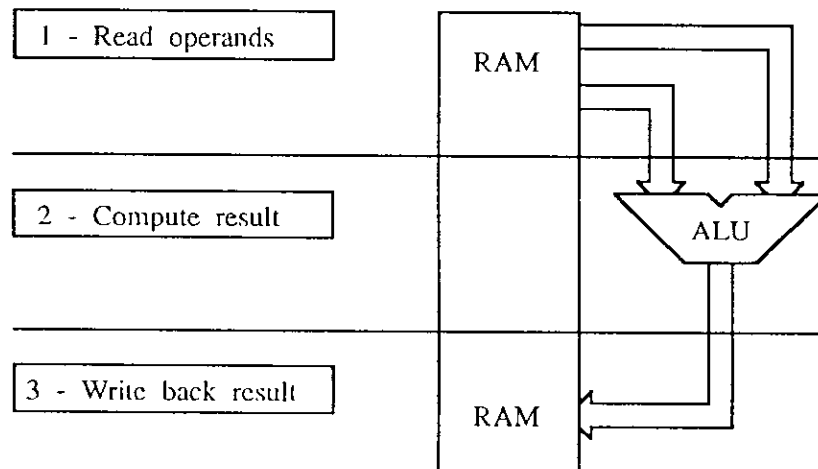 1 - Read operands
RAM
2 - Compute result
ALU
3 - Write back result
RAM